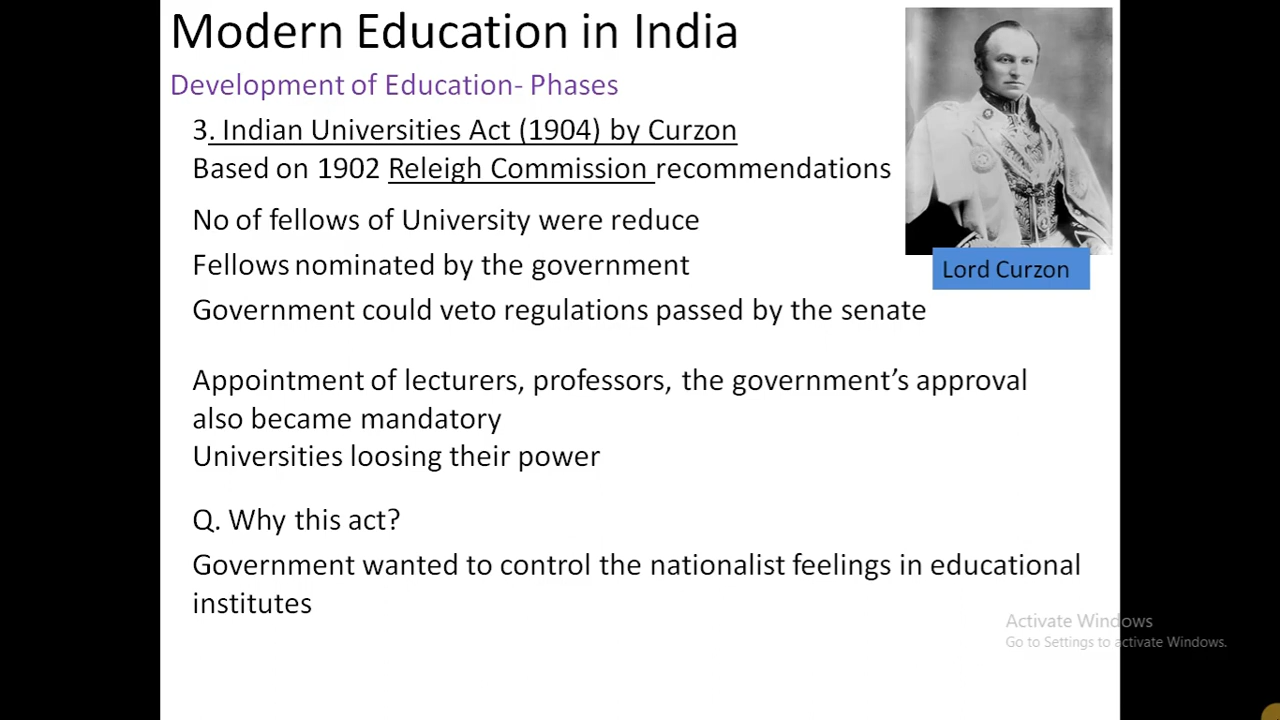 Modern Education in India
Development of Education- Phases
3. Indian Universities Act (1904) by Curzon
Based on 1902 Releigh Commission recommendations
No of fellows of University were reduce
Fellows nominated by the government
Lord Curzon
Government could veto regulations passed by the senate
Appointment of lecturers, professors, the government’s approval
also became mandatory
Universities loosing their power
Q. Why this act?
Government wanted to control the nationalist feelings in educational
institutes
Activate Windows
Go to Settings to activate Windows.